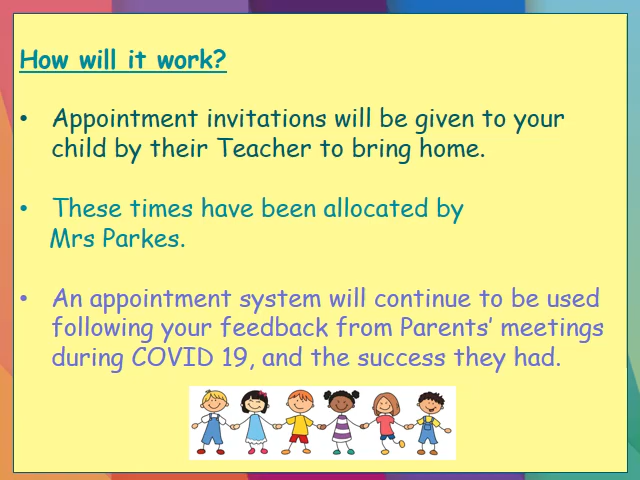 How will it work?
• Appointment invitations will be given to your
child by their Teacher to bring home.
• These times have been allocated by
Mrs Parkes.
• An appointment system will continue to be used
following your feedback from Parents’ meetings
during COVID 19, and the success they had.